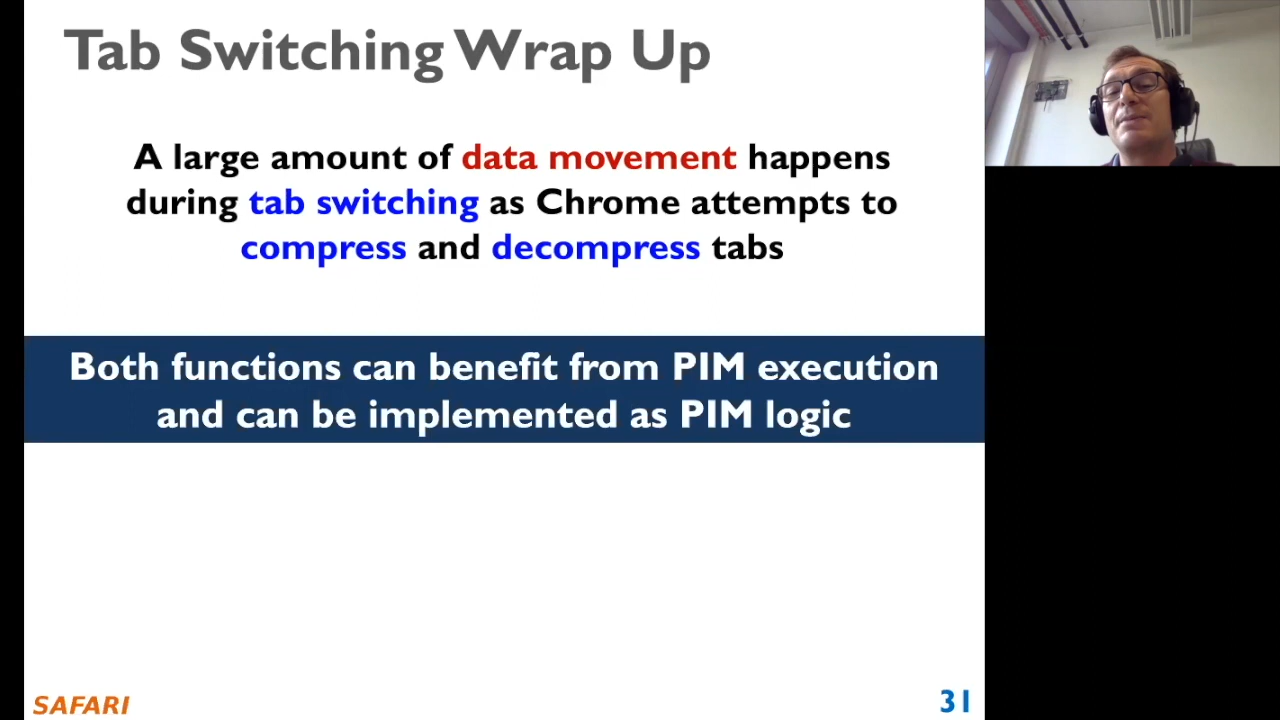 Tab Switching Wrap Up
A large amount of data movement happens
during tab switching as Chrome attempts to
compress and decompress tabs
Both functions can benefit from PIM execution
and can be implemented as PIM logic
SAFARI
31